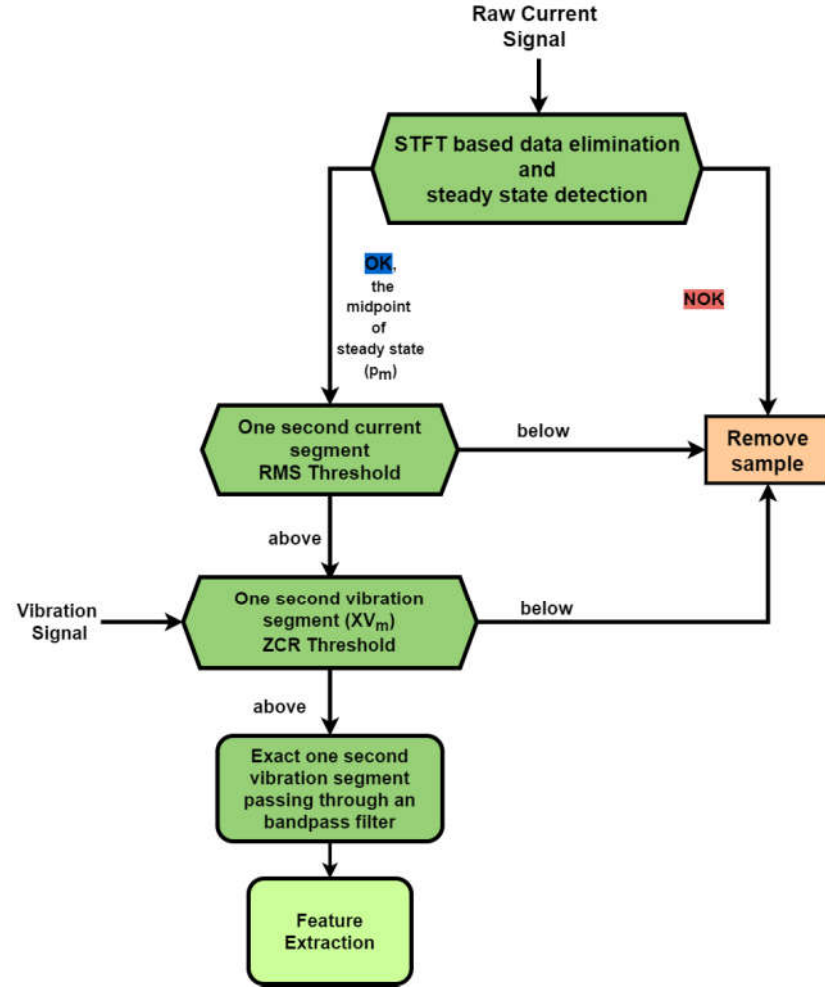 Raw Current
Signal
STFT based data elimination
and
steady state detection
OK,
the
midpoint
of
steady state
(pm)
NOK
One second current
segment
RMS Threshold
below
Remove
sample
above
Vibration
Signal
One second vibration
segment (XVm)
ZCR Threshold
below
above
Exact one second
vibration segment
passing through an
bandpass filter
Feature
Extraction